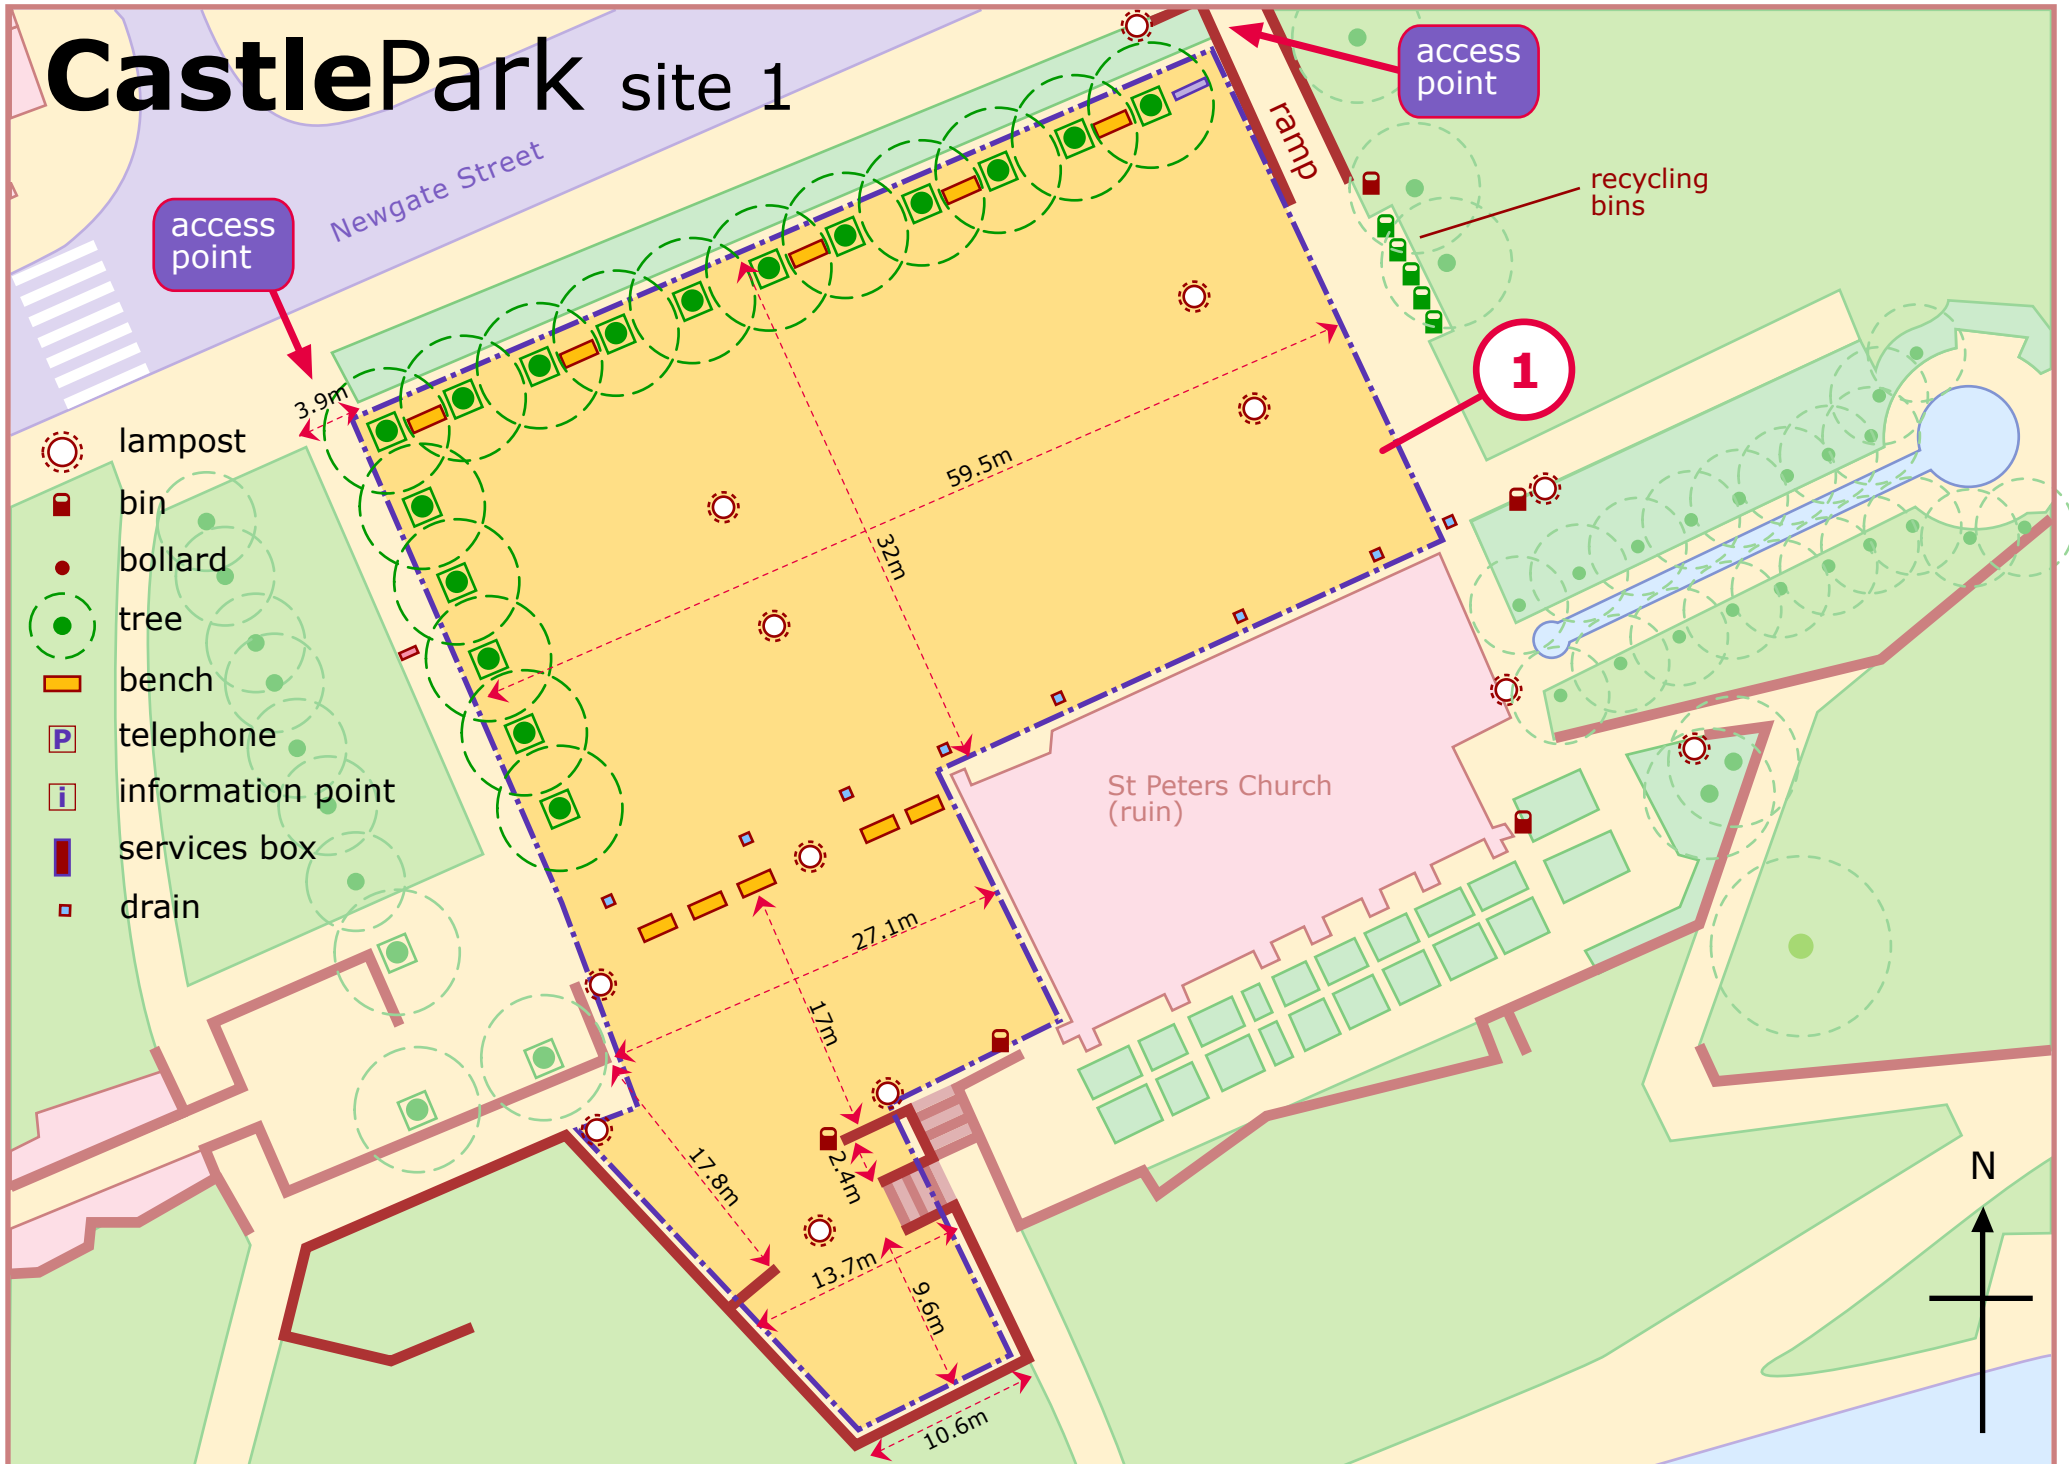 CastlePark site 1
access
point
ramp
Newgate Street
recycling
bins
access
point
1
3.9m
lampost
bin
bollard
tree
bench
P
telephone
i
information point
services box
drain
59.5m
32m
St Peters Church
(ruin)
27.1m
17m
17.8m
2.4m
13.7m
9.6m
10.6m
N